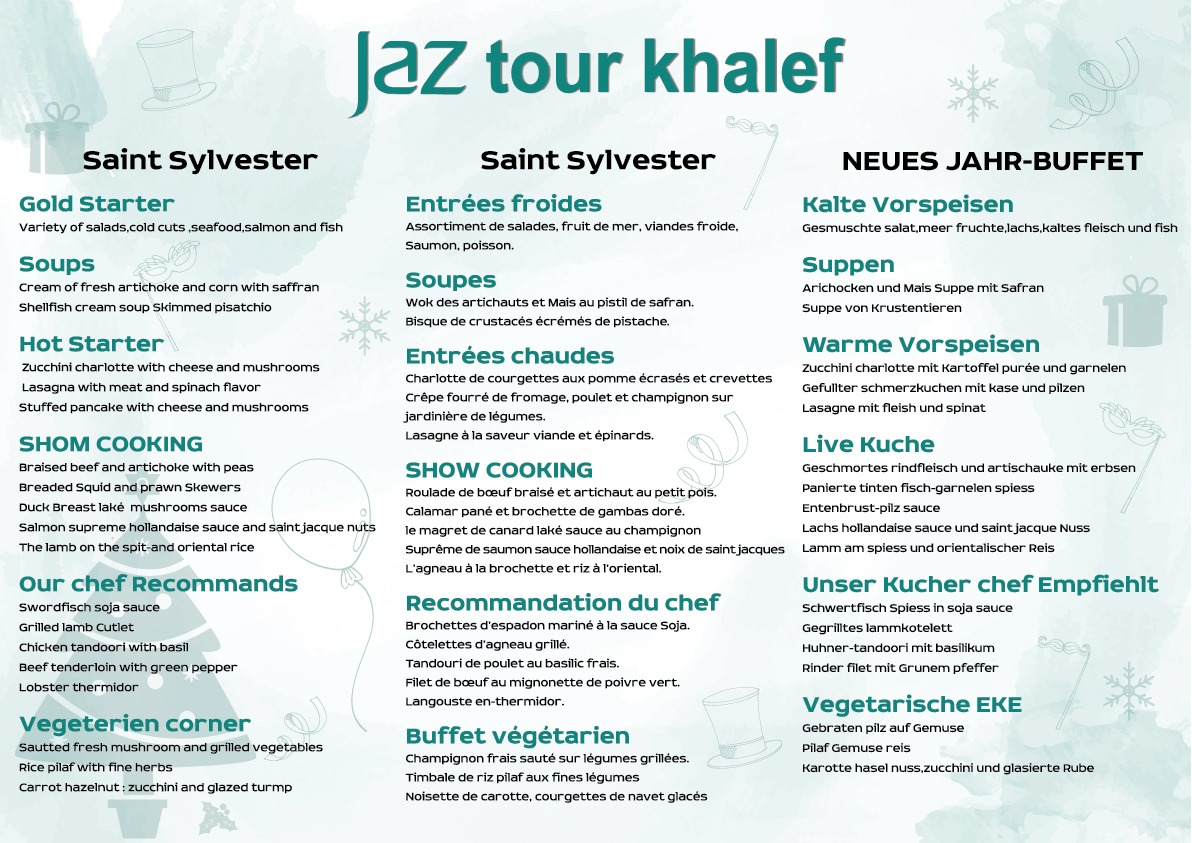 Jaz tour khalef
Saint Sylvester
Gold Starter
Variety of salads,cold cuts ,seafood,salmon and fish
Soups
Cream of fresh artichoke and corn with saffran
Shellfish cream soup Skimmed pisatchio
Hot Starter
Zucchini charlotte with cheese and mushrooms
Lasagna with meat and spinach flavor
Stuffed pancake with cheese and mushrooms
SHOM COOKING
Braised beef and artichoke with peas
Breaded Squid and prawn Skewers
Duck Breast laké mushrooms sauce
Salmon supreme hollandaise sauce and saint jacque nuts
The lamb on the spit-and oriental rice
Our chef Recommands
Swordfisch soja sauce
Grilled lamb Cutlet
Chicken tandoori with basil
Beef tenderloin with green pepper
Lobster thermidor
Vegeterien corner
Sautted fresh mushroom and grilled vegetables
Rice pilaf with fine herbs
Carrot hazelnut : zucchini and glazed turmp
Saint Sylvester
Entrées froides
Assortiment de salades, fruit de mer, viandes froide,
Saumon, poisson.
Soupes
Wok des artichauts et Mais au pistil de safran.
Bisque de crustacés écrémés de pistache.
Entrées chaudes
Charlotte de courgettes aux pomme écrasés et crevettes
Crêpe fourré de fromage, poulet et champignon sur
jardinière de légumes.
Lasagne à la saveur viande et épinards.
SHOW COOKING
Roulade de bœuf braisé et artichaut au petit pois.
Calamar pané et brochette de gambas doré.
le magret de canard laké sauce au champignon
Suprême de saumon sauce hollandaise et noix de saint jacques
L'agneau à la brochette et riz à l'oriental.
Recommandation du chef
Brochettes d'espadon mariné à la sauce Soja.
Côtelettes d'agneau grillé.
Tandouri de poulet au basilic frais.
Filet de bœuf au mignonette de poivre vert.
Langouste en-thermidor.
Buffet végétarien
Champignon frais sauté sur légumes grillées.
Timbale de riz pilaf aux fines légumes
Noisette de carotte, courgettes de navet glacés
NEUES JAHR-BUFFET
Kalte Vorspeisen
Gesmuschte salat,meer fruchte,lachs,kaltes fleisch und fish
Suppen
Arichocken und Mais Suppe mit Safran
Suppe von Krustentieren
Warme Vorspeisen
Zucchini charlotte mit Kartoffel purée und garnelen
Gefullter schmerzkuchen mit kase und pilzen
Lasagne mit fleish und spinat
Live Kuche
Geschmortes rindfleisch und artischauke mit erbsen
Panierte tinten fisch-garnelen spiess
Entenbrust-pilz sauce
Lachs hollandaise sauce und saint jacque Nuss
Lamm am spiess und orientalischer Reis
Unser Kucher chef Empfiehlt
Schwertfisch Spiess in soja sauce
Gegrilltes lammkotelett
Huhner-tandoori mit basilikum
Rinder filet mit Grunem pfeffer
Vegetarische EKE
Gebraten pilz auf Gemuse
Pilaf Gemuse reis
Karotte hasel nuss,zucchini und glasierte Rube